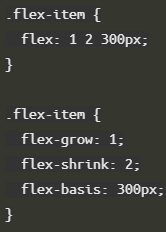 .flex-item {
  flex: 1 2 300px;
}
.flex-item {
  flex-grow: 1;
  flex-shrink: 2;
  flex-basis: 300px;
}